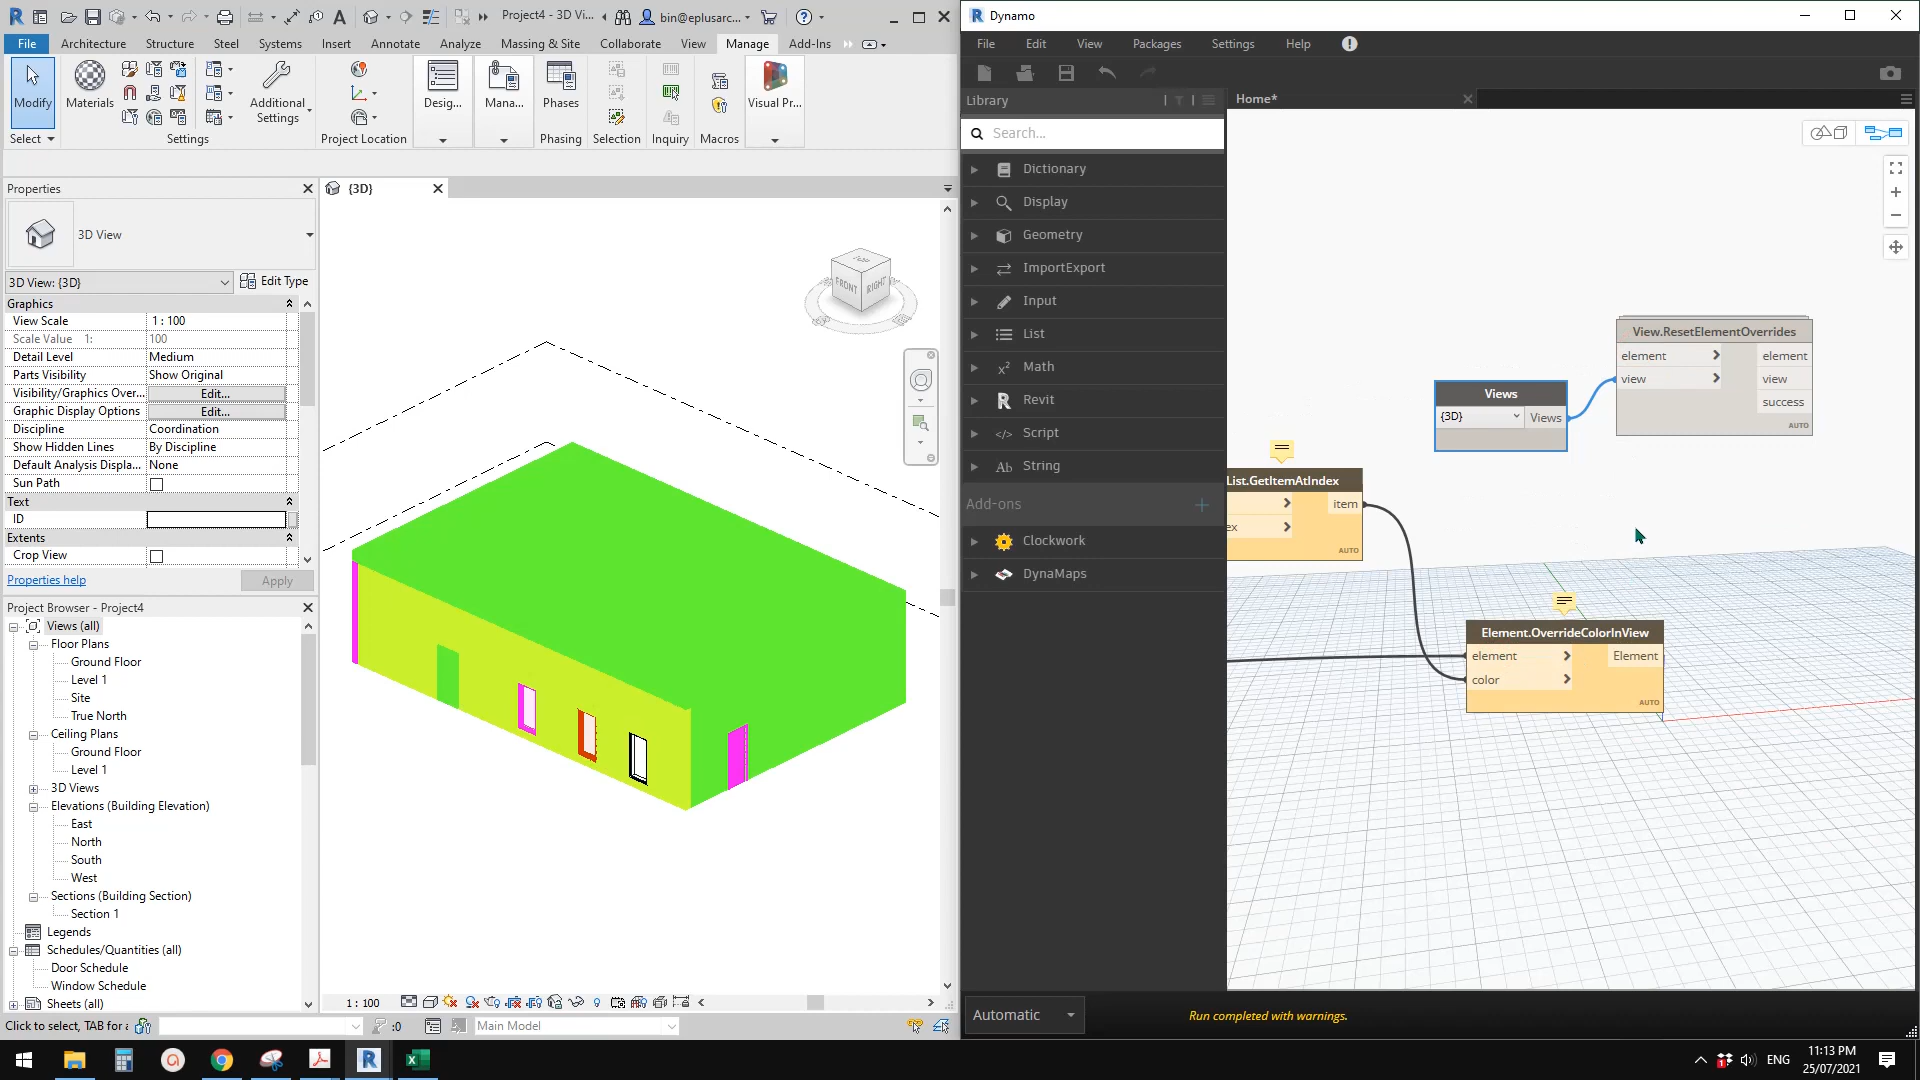 Project4 - 3D Vi...
bin@eplusarc...
File Architecture Structure Steel Systems Insert Annotate Analyze Massing & Site Collaborate View Manage Add-Ins
Modify
Materials
Additional
Settings
Desig...
Mana...
Phases
Visual Pr...
Select
Settings
Project Location
Phasing
Selection
Inquiry
Macros
Properties
3D View
3D View: {3D}
Edit Type
Graphics
View Scale 1 : 100
Scale Value 1: 100
Detail Level Medium
Parts Visibility Show Original
Visibility/Graphics Over... Edit...
Graphic Display Options Edit...
Discipline Coordination
Show Hidden Lines By Discipline
Default Analysis Displa... None
Sun Path
Text
ID
Extents
Crop View
Properties help
Apply
Project Browser - Project4
Views (all)
Floor Plans
Ground Floor
Level 1
Site
True North
Ceiling Plans
Ground Floor
Level 1
3D Views
Elevations (Building Elevation)
East
North
South
West
Sections (Building Section)
Section 1
Legends
Schedules/Quantities (all)
Door Schedule
Window Schedule
Sheets (all)
{3D}
FRONT
RIGHT
1 : 100
Click to select, TAB for a
:0
Main Model
Dynamo
File Edit View Packages Settings Help
Library
Search...
Dictionary
Display
Geometry
ImportExport
Input
List
Math
Revit
Script
String
Add-ons
Clockwork
DynaMaps
Home*
View.ResetElementOverrides
element element
view view
success
AUTO
Views
{3D} Views
List.GetItemAtIndex
item
ex
AUTO
Element.OverrideColorInView
element Element
color
AUTO
Automatic
Run completed with warnings.
ENG
11:13 PM
25/07/2021